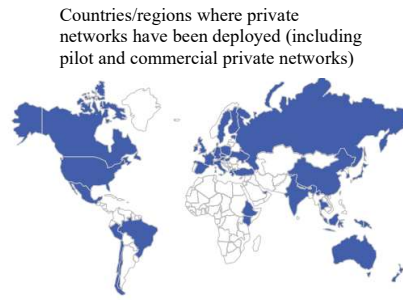 Countries/regions where private
networks have been deployed (including
pilot and commercial private networks)